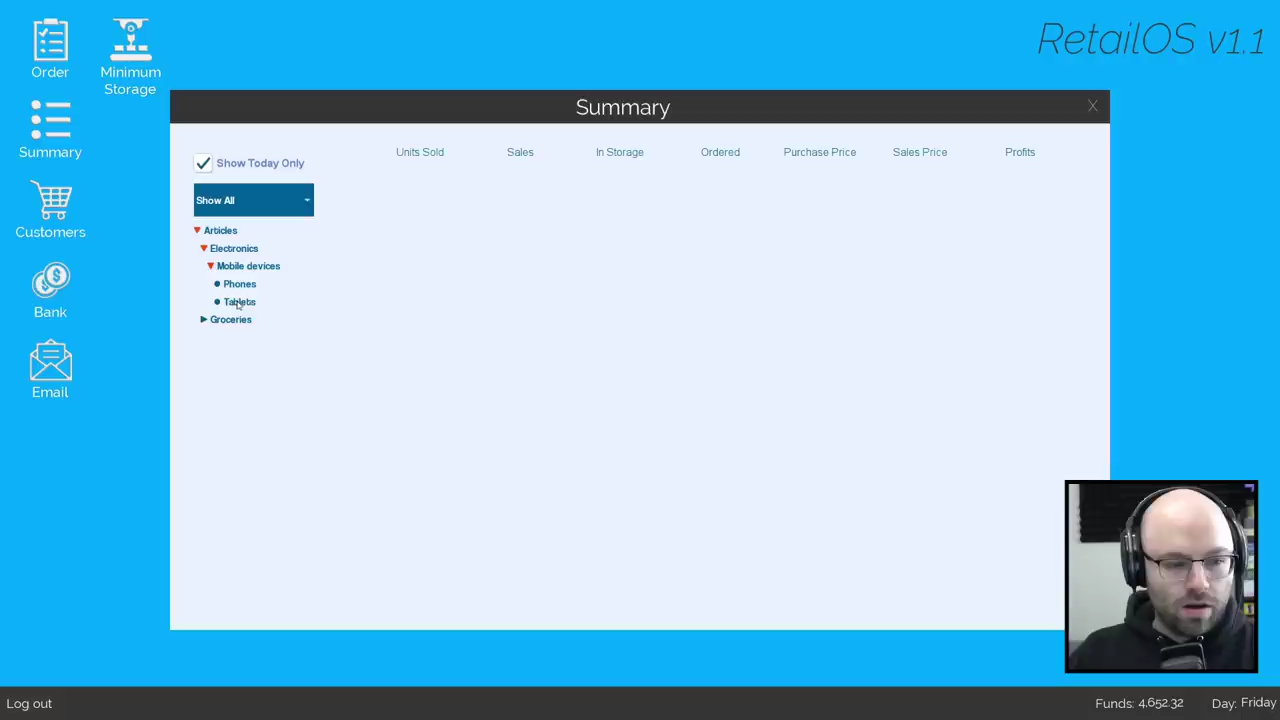 RetailOS v1.1
Order
Minimum
Storage
Summary
Customers
Bank
Email
Summary
X
Show Today Only
Show All
Articles
Electronics
Mobile devices
Phones
Tablets
Groceries
Units Sold Sales In Storage Ordered Purchase Price Sales Price Profits
Log out
Funds: 4,652.32 Day: Friday